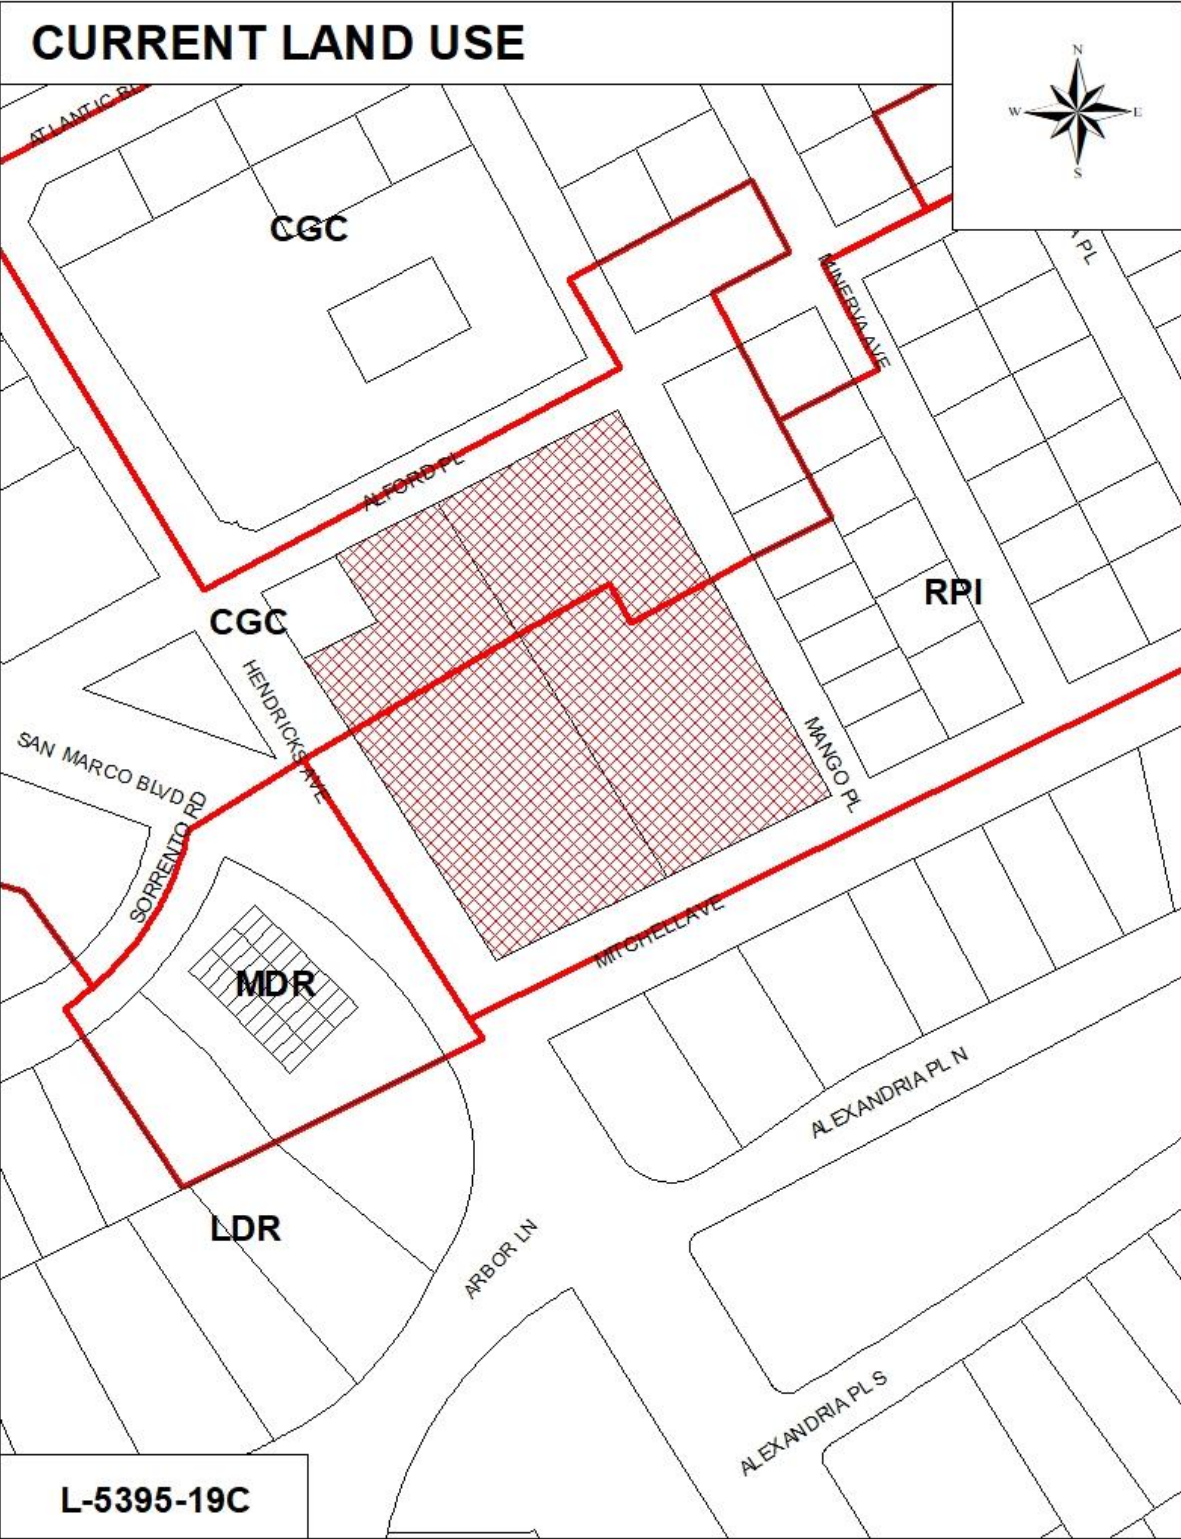 CURRENT LAND USE
N
W E
S
ATLANTIC
CGC
PL
MINERVA AVE
ALFORD PL
RPI
CGC
HENDRICKS AVE
SAN MARCO BLVD
SORRENTO RD
MANGO PL
MITCHELL AVE
MDR
ALEXANDRIA PL N
LDR
ARBOR LN
ALEXANDRIA PL S
L-5395-19C